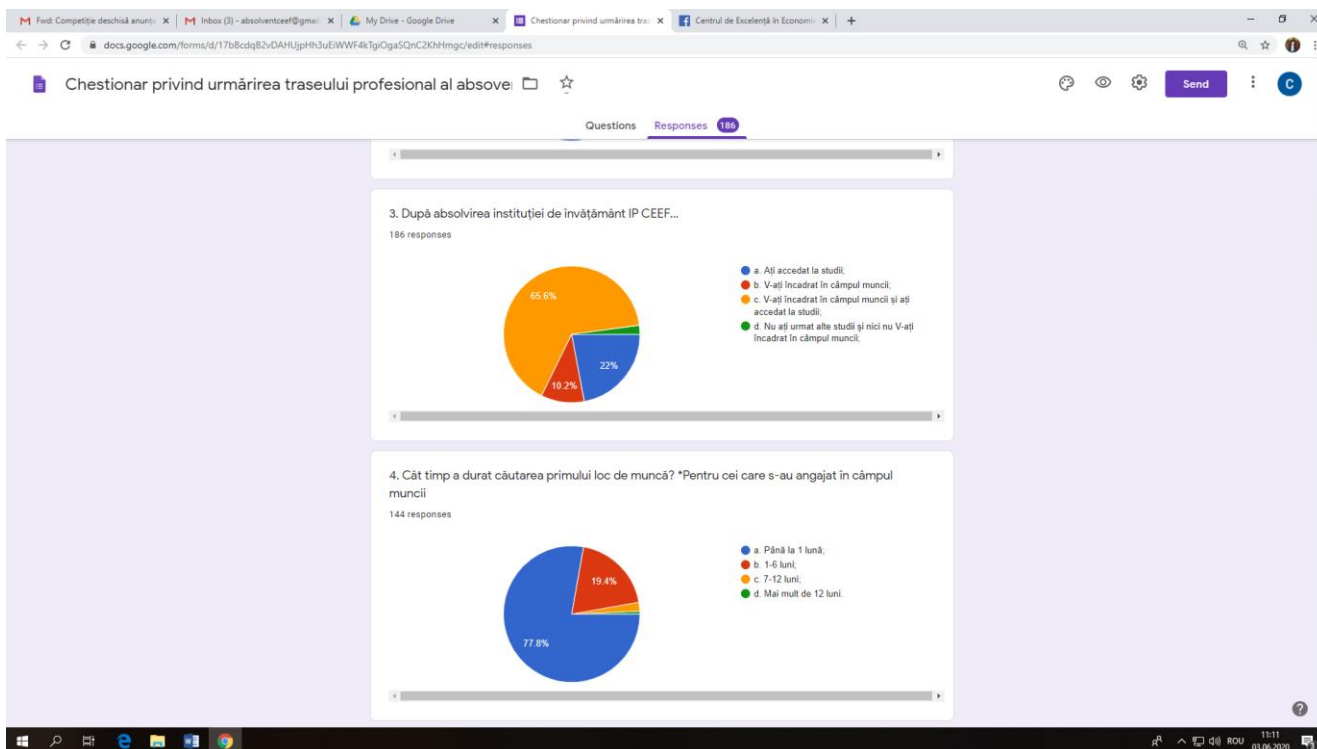 Fwd: Competiție deschisă anunț
Inbox (3) - absolventceef@gmail
My Drive - Google Drive
Chestionar privind urmărirea tra
Centrul de Excelență în Economi
docs.google.com/forms/d/17bBcdqB2vDAHUjpHh3uEiWWF4kTgiOgaSQnC2KhHmgc/edit#responses
Chestionar privind urmărirea traseului profesional al absove
Send
C
Questions
Responses 186
3. După absolvirea instituției de învățământ IP CEEF...
186 responses
65.6%
22%
10.2%
a. Ați accedat la studii;
b. V-ați încadrat în câmpul muncii;
c. V-ați încadrat în câmpul muncii și ați
accedat la studii;
d. Nu ați urmat alte studii și nici nu V-ați
încadrat în câmpul muncii;
4. Cât timp a durat căutarea primului loc de muncă? *Pentru cei care s-au angajat în câmpul
muncii
144 responses
19.4%
77.8%
a. Până la 1 lună;
b. 1-6 luni;
c. 7-12 luni;
d. Mai mult de 12 luni.
ROU
11:11
03.06.2020